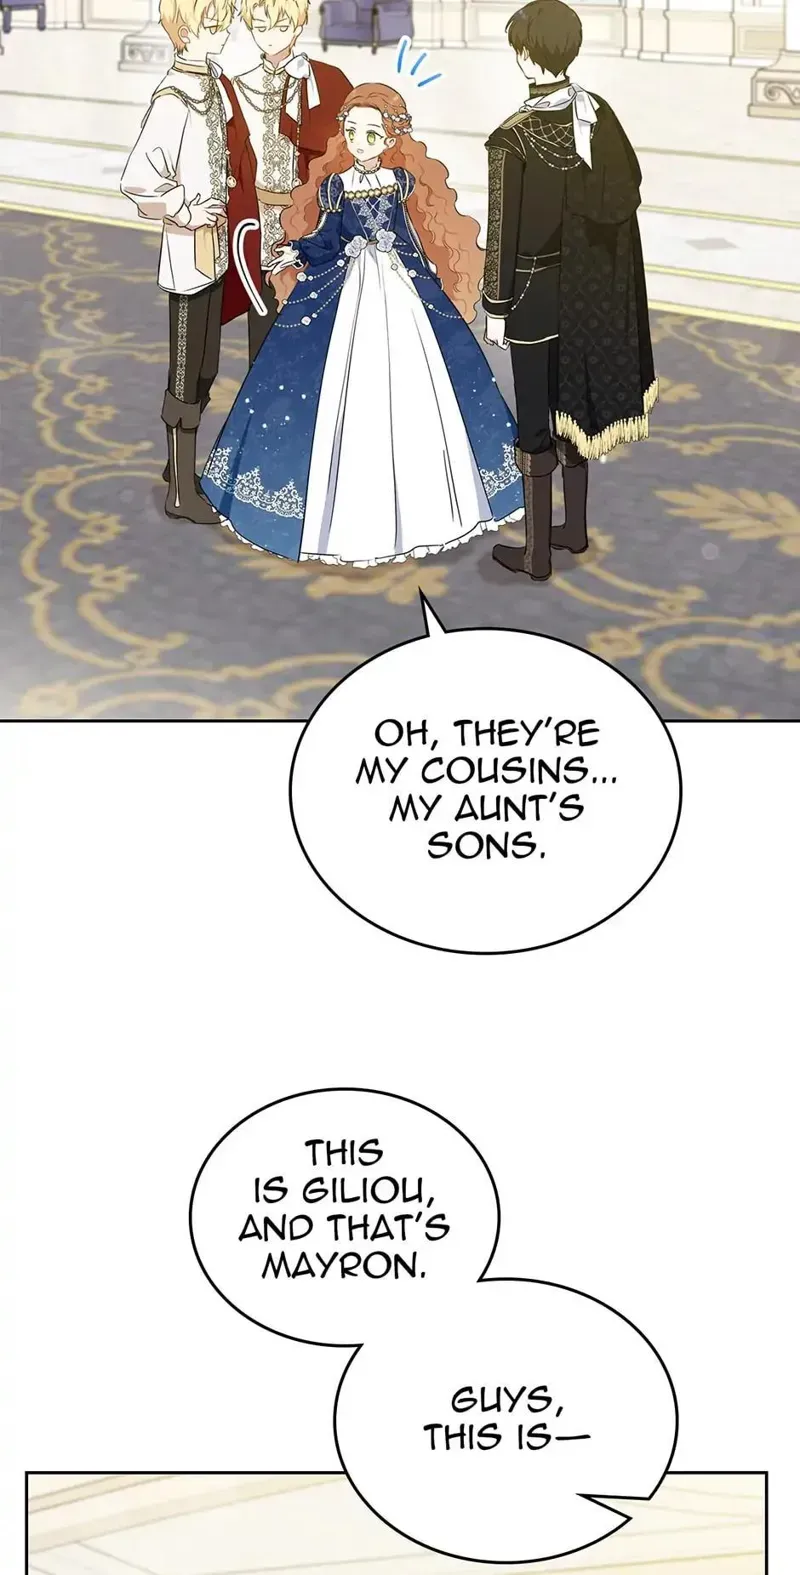 OH, THEY'RE
MY COUSINS...
MY AUNT'S
SONS.
THIS
IS GILIOU,
AND THAT'S
MAYRON.
GUYS,
THIS IS—